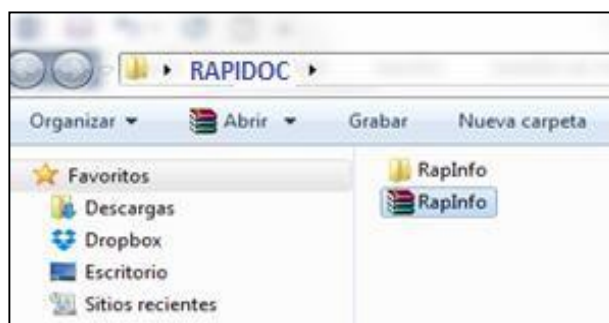 RAPIDOC
Organizar Abrir Grabar Nueva carpeta
Favoritos
Descargas
Dropbox
Escritorio
Sitios recientes
RapInfo
RapInfo